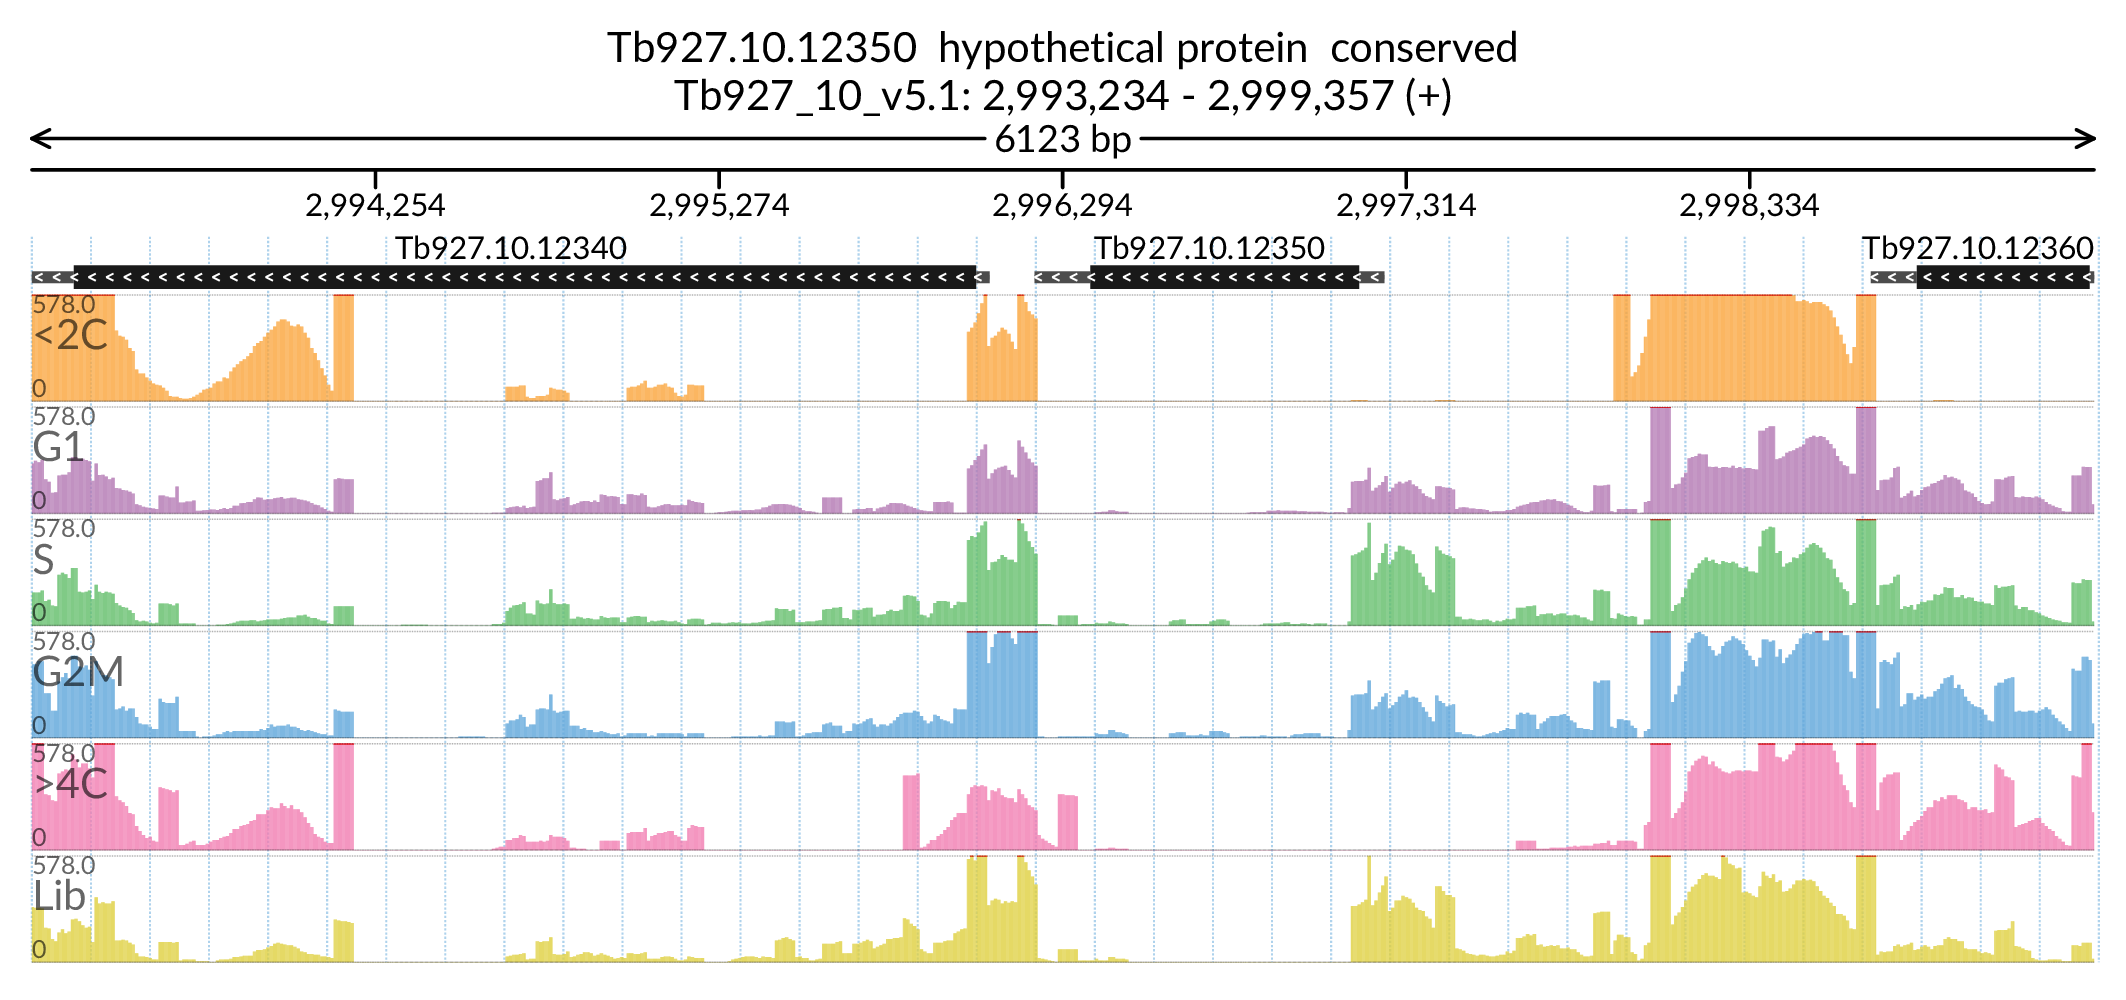 Tb927.10.12350  hypothetical protein  conserved
Tb927_10_v5.1: 2,993,234 - 2,999,357 (+)
6123 bp
2,994,254 2,995,274 2,996,294 2,997,314 2,998,334
Tb927.10.12340 Tb927.10.12350 Tb927.10.12360
578.0
<2C
0
578.0
G1
0
578.0
S
0
578.0
G2M
0
578.0
>4C
0
578.0
Lib
0